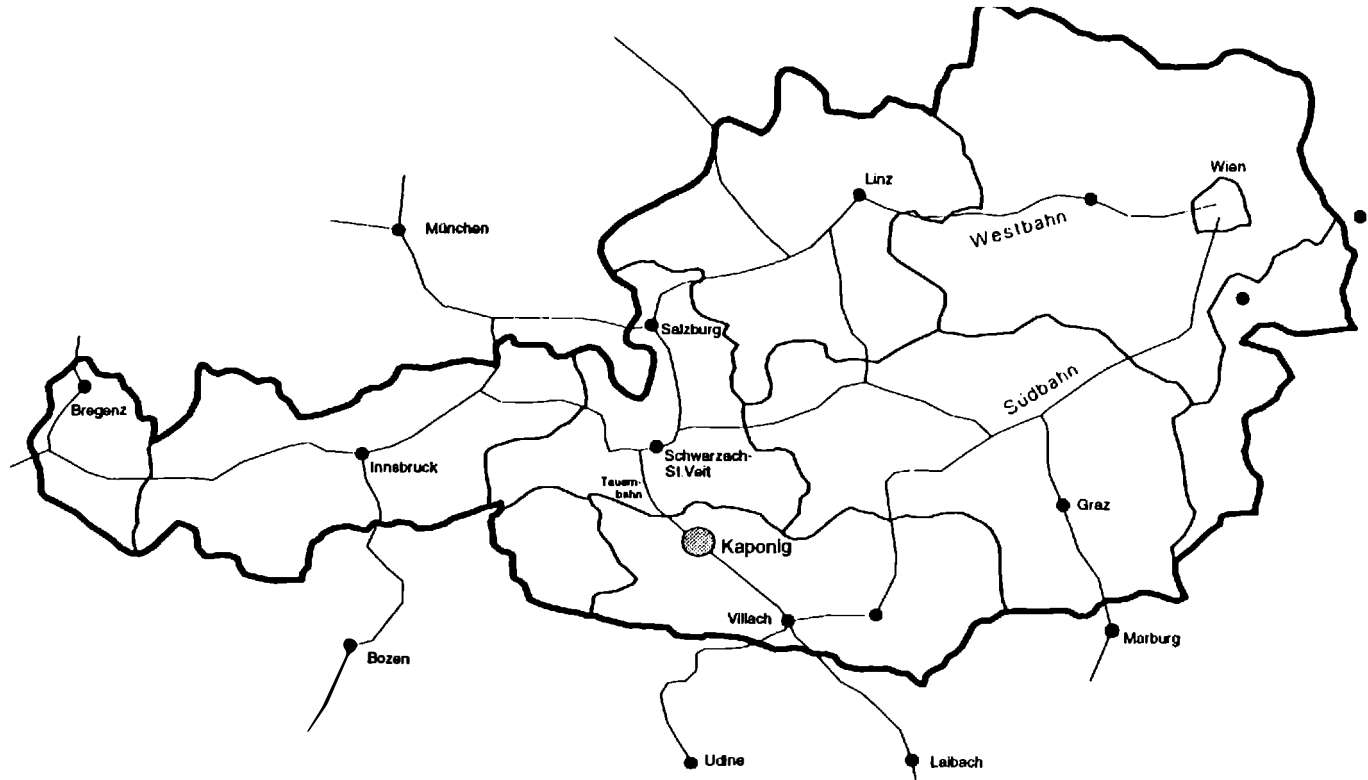 Wien
Linz
Westbahn
München
Salzburg
Bregenz
Südbahn
Innsbruck
Schwarzach-
St.Veit
Tauern-
bahn
Graz
Kaponig
Villach
Marburg
Bozen
Udine
Laibach